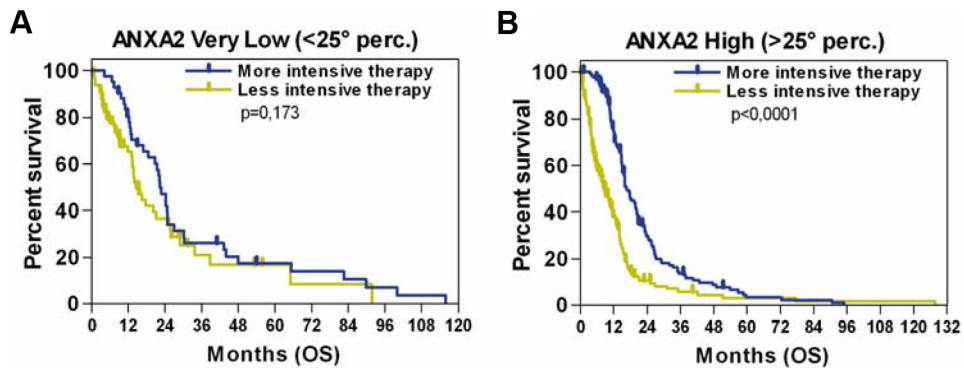 A
ANXA2 Very Low (<25° perc.)
More intensive therapy
Less intensive therapy
p=0,173
Percent survival
100
80
60
40
20
0
0 12 24 36 48 60 72 84 96 108 120
Months (OS)
B
ANXA2 High (>25° perc.)
More intensive therapy
Less intensive therapy
p<0,0001
Percent survival
100
80
60
40
20
0
0 12 24 36 48 60 72 84 96 108 120 132
Months (OS)